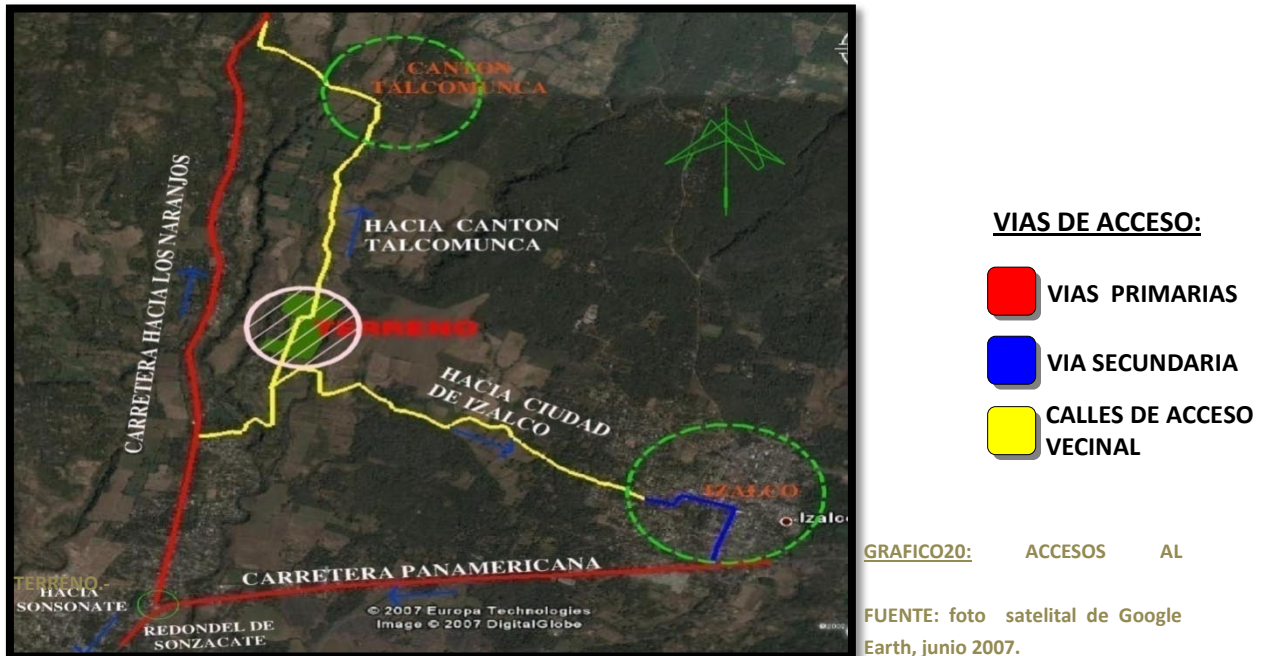 CANTON
TALCOMUNCA
CARRETERA HACIA LOS NARANJOS
HACIA CANTON
TALCOMUNCA
TERRENO
HACIA CIUDAD
DE IZALCO
IZALCO
Izalco
CARRETERA PANAMERICANA
HACIA
SONSONATE
REDONDEL DE
SONZACATE
© 2007 Europa Technologies
Image © 2007 DigitalGlobe
VIAS DE ACCESO:
VIAS PRIMARIAS
VIA SECUNDARIA
CALLES DE ACCESO
VECINAL
GRAFICO20: ACCESOS AL
TERRENO.-
FUENTE: foto satelital de Google
Earth, junio 2007.